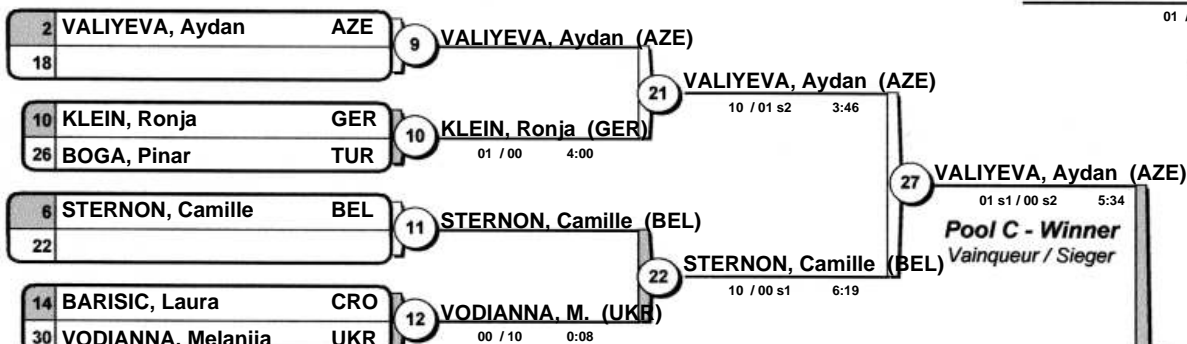 01 /
2 VALIYEVA, Aydan AZE
18
9
VALIYEVA, Aydan (AZE)
10 KLEIN, Ronja GER
26 BOGA, Pinar TUR
10
KLEIN, Ronja (GER)
01 / 00 4:00
21
VALIYEVA, Aydan (AZE)
10 / 01 s2 3:46
6 STERNON, Camille BEL
22
11
STERNON, Camille (BEL)
14 BARISIC, Laura CRO
30 VODIANNA, Melaniia UKR
12
VODIANNA, M. (UKR)
00 / 10 0:08
22
STERNON, Camille (BEL)
10 / 00 s1 6:19
27
VALIYEVA, Aydan (AZE)
01 s1 / 00 s2 5:34
Pool C - Winner
Vainqueur / Sieger